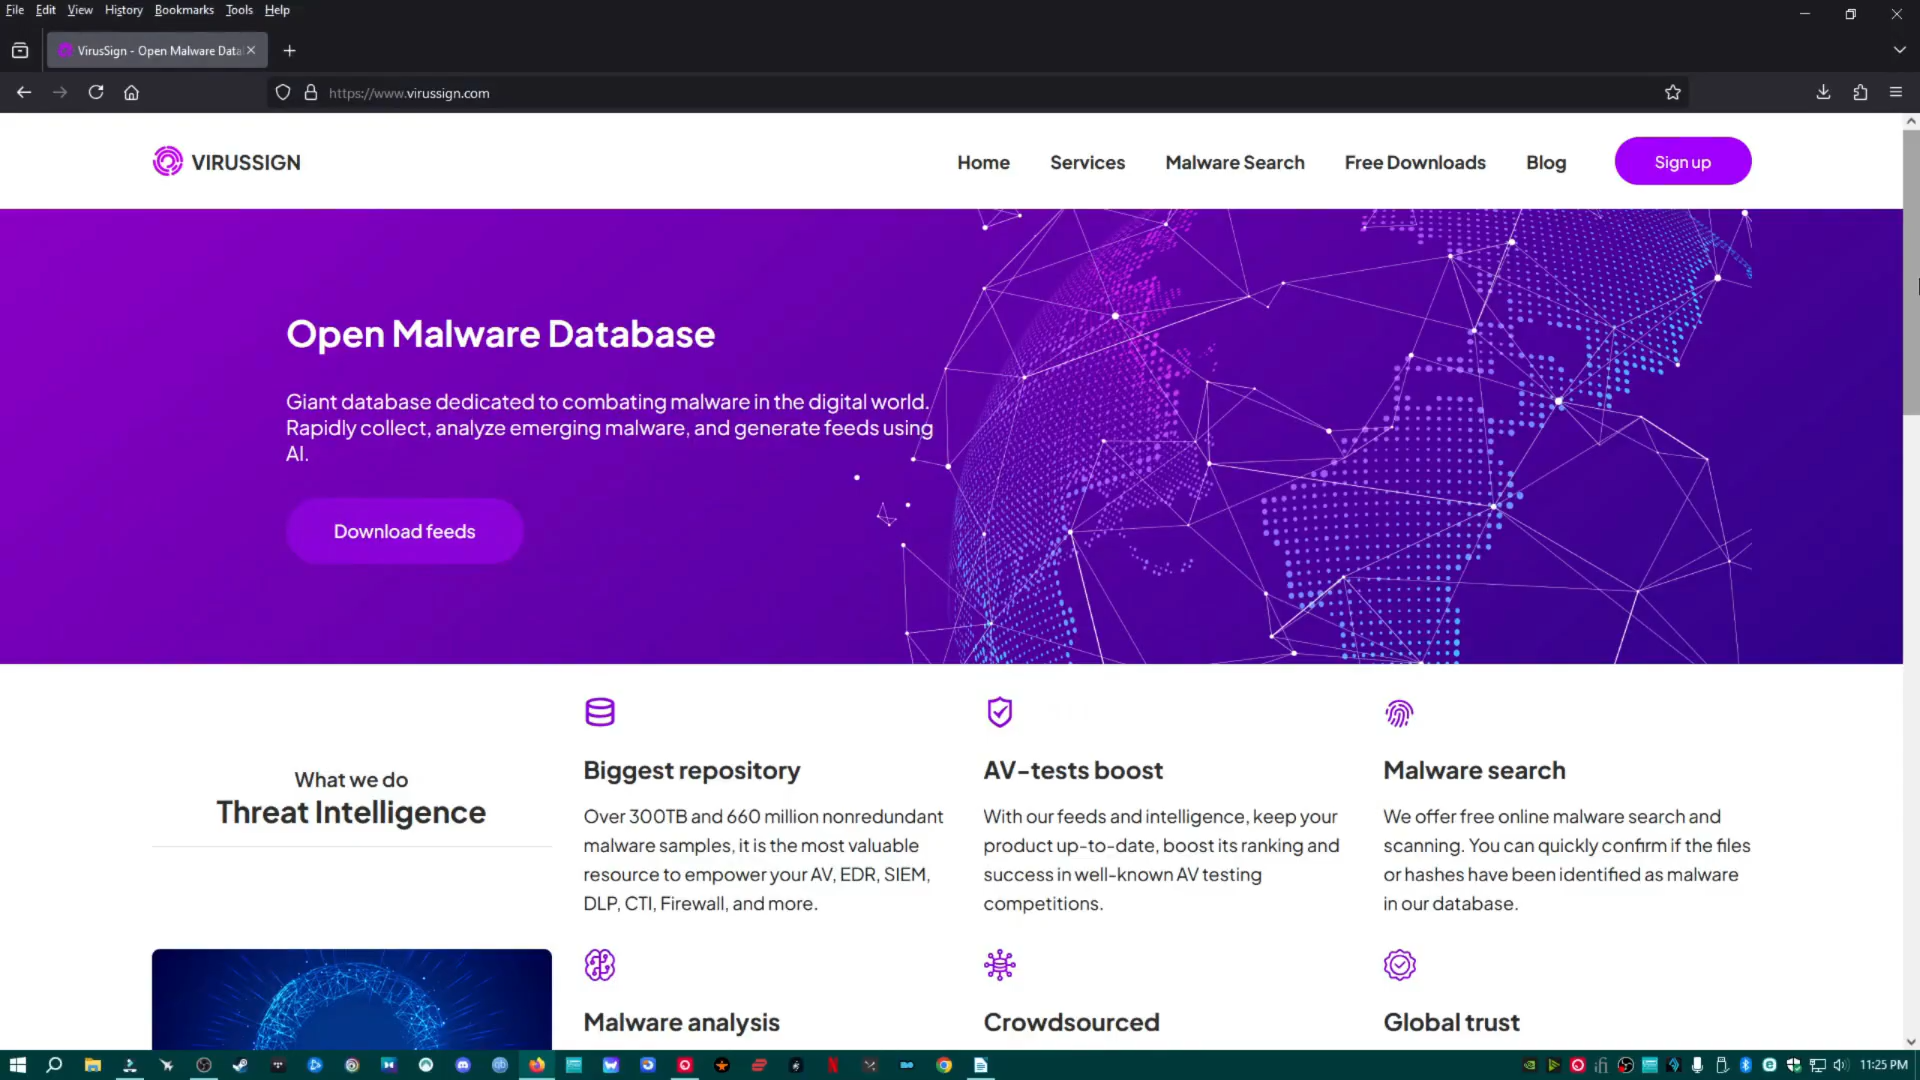 File Edit View History Bookmarks Tools Help
VirusSign - Open Malware Data
https://www.virussign.com
VIRUSSIGN
Home
Services
Malware Search
Free Downloads
Blog
Sign up
Open Malware Database
Giant database dedicated to combating malware in the digital world.
Rapidly collect, analyze emerging malware, and generate feeds using
AI.
Download feeds
What we do
Threat Intelligence
Biggest repository
Over 300TB and 660 million nonredundant
malware samples, it is the most valuable
resource to empower your AV, EDR, SIEM,
DLP, CTI, Firewall, and more.
AV-tests boost
With our feeds and intelligence, keep your
product up-to-date, boost its ranking and
success in well-known AV testing
competitions.
Malware search
We offer free online malware search and
scanning. You can quickly confirm if the files
or hashes have been identified as malware
in our database.
Malware analysis
Crowdsourced
Global trust
11:25 PM